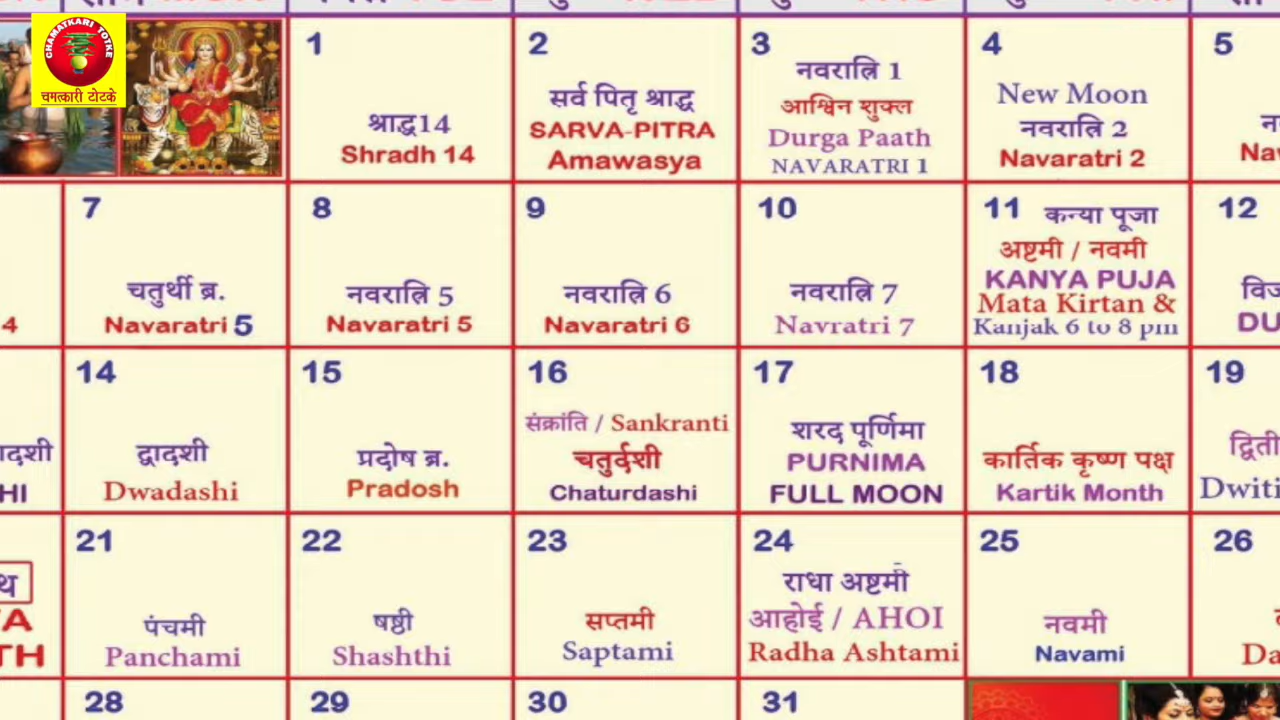 CHAMATKARI TOTKE
चमत्कारी टोटके
1
श्राद्ध14
Shradh 14
2
सर्व पितृ श्राद्ध
SARVA-PITRA
Amawasya
3
नवरात्रि 1
आश्विन शुक्ल
Durga Paath
NAVARATRI 1
4
New Moon
नवरात्रि 2
Navaratri 2
5
4
7
चतुर्थी ब्र.
Navaratri 5
8
नवरात्रि 5
Navaratri 5
9
नवरात्रि 6
Navaratri 6
10
नवरात्रि 7
Navratri 7
11 कन्या पूजा
अष्टमी / नवमी
KANYA PUJA
Mata Kirtan &
Kanjak 6 to 8 pm
12
14
द्वादशी
Dwadashi
15
प्रदोष ब्र.
Pradosh
16
संक्रांति / Sankranti
चतुर्दशी
Chaturdashi
17
शरद पूर्णिमा
PURNIMA
FULL MOON
18
कार्तिक कृष्ण पक्ष
Kartik Month
19
21
पंचमी
Panchami
22
षष्ठी
Shashthi
23
सप्तमी
Saptami
24
राधा अष्टमी
आहोई / AHOI
Radha Ashtami
25
नवमी
Navami
26
28
29
30
31